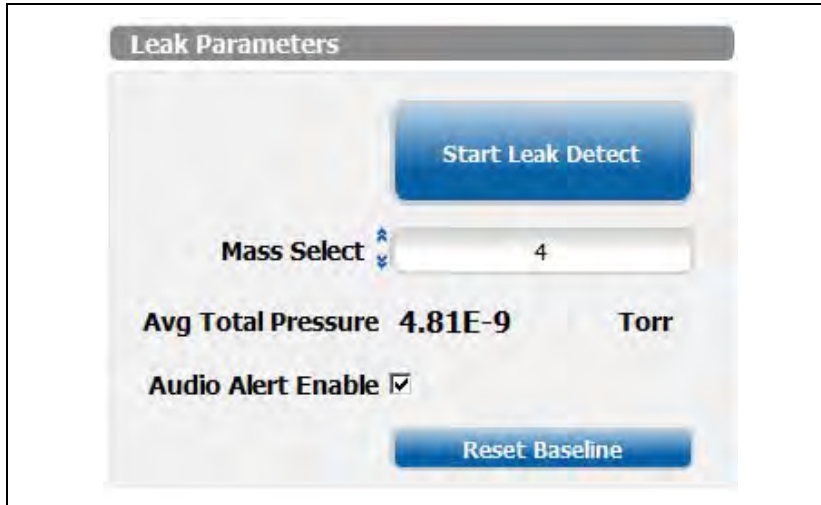 Leak Parameters
Start Leak Detect
Mass Select 4
Avg Total Pressure 4.81E-9 Torr
Audio Alert Enable
Reset Baseline